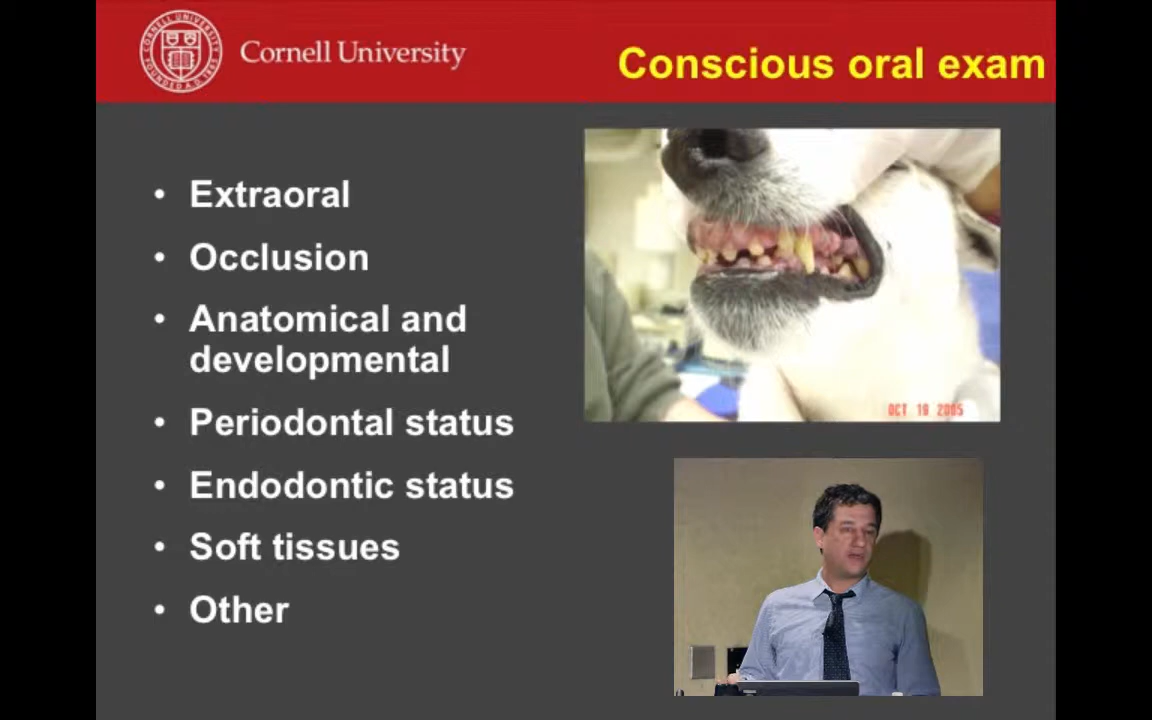 Cornell University
Conscious oral exam
• Extraoral
• Occlusion
• Anatomical and
developmental
• Periodontal status
• Endodontic status
• Soft tissues
• Other
OCT 18 2005